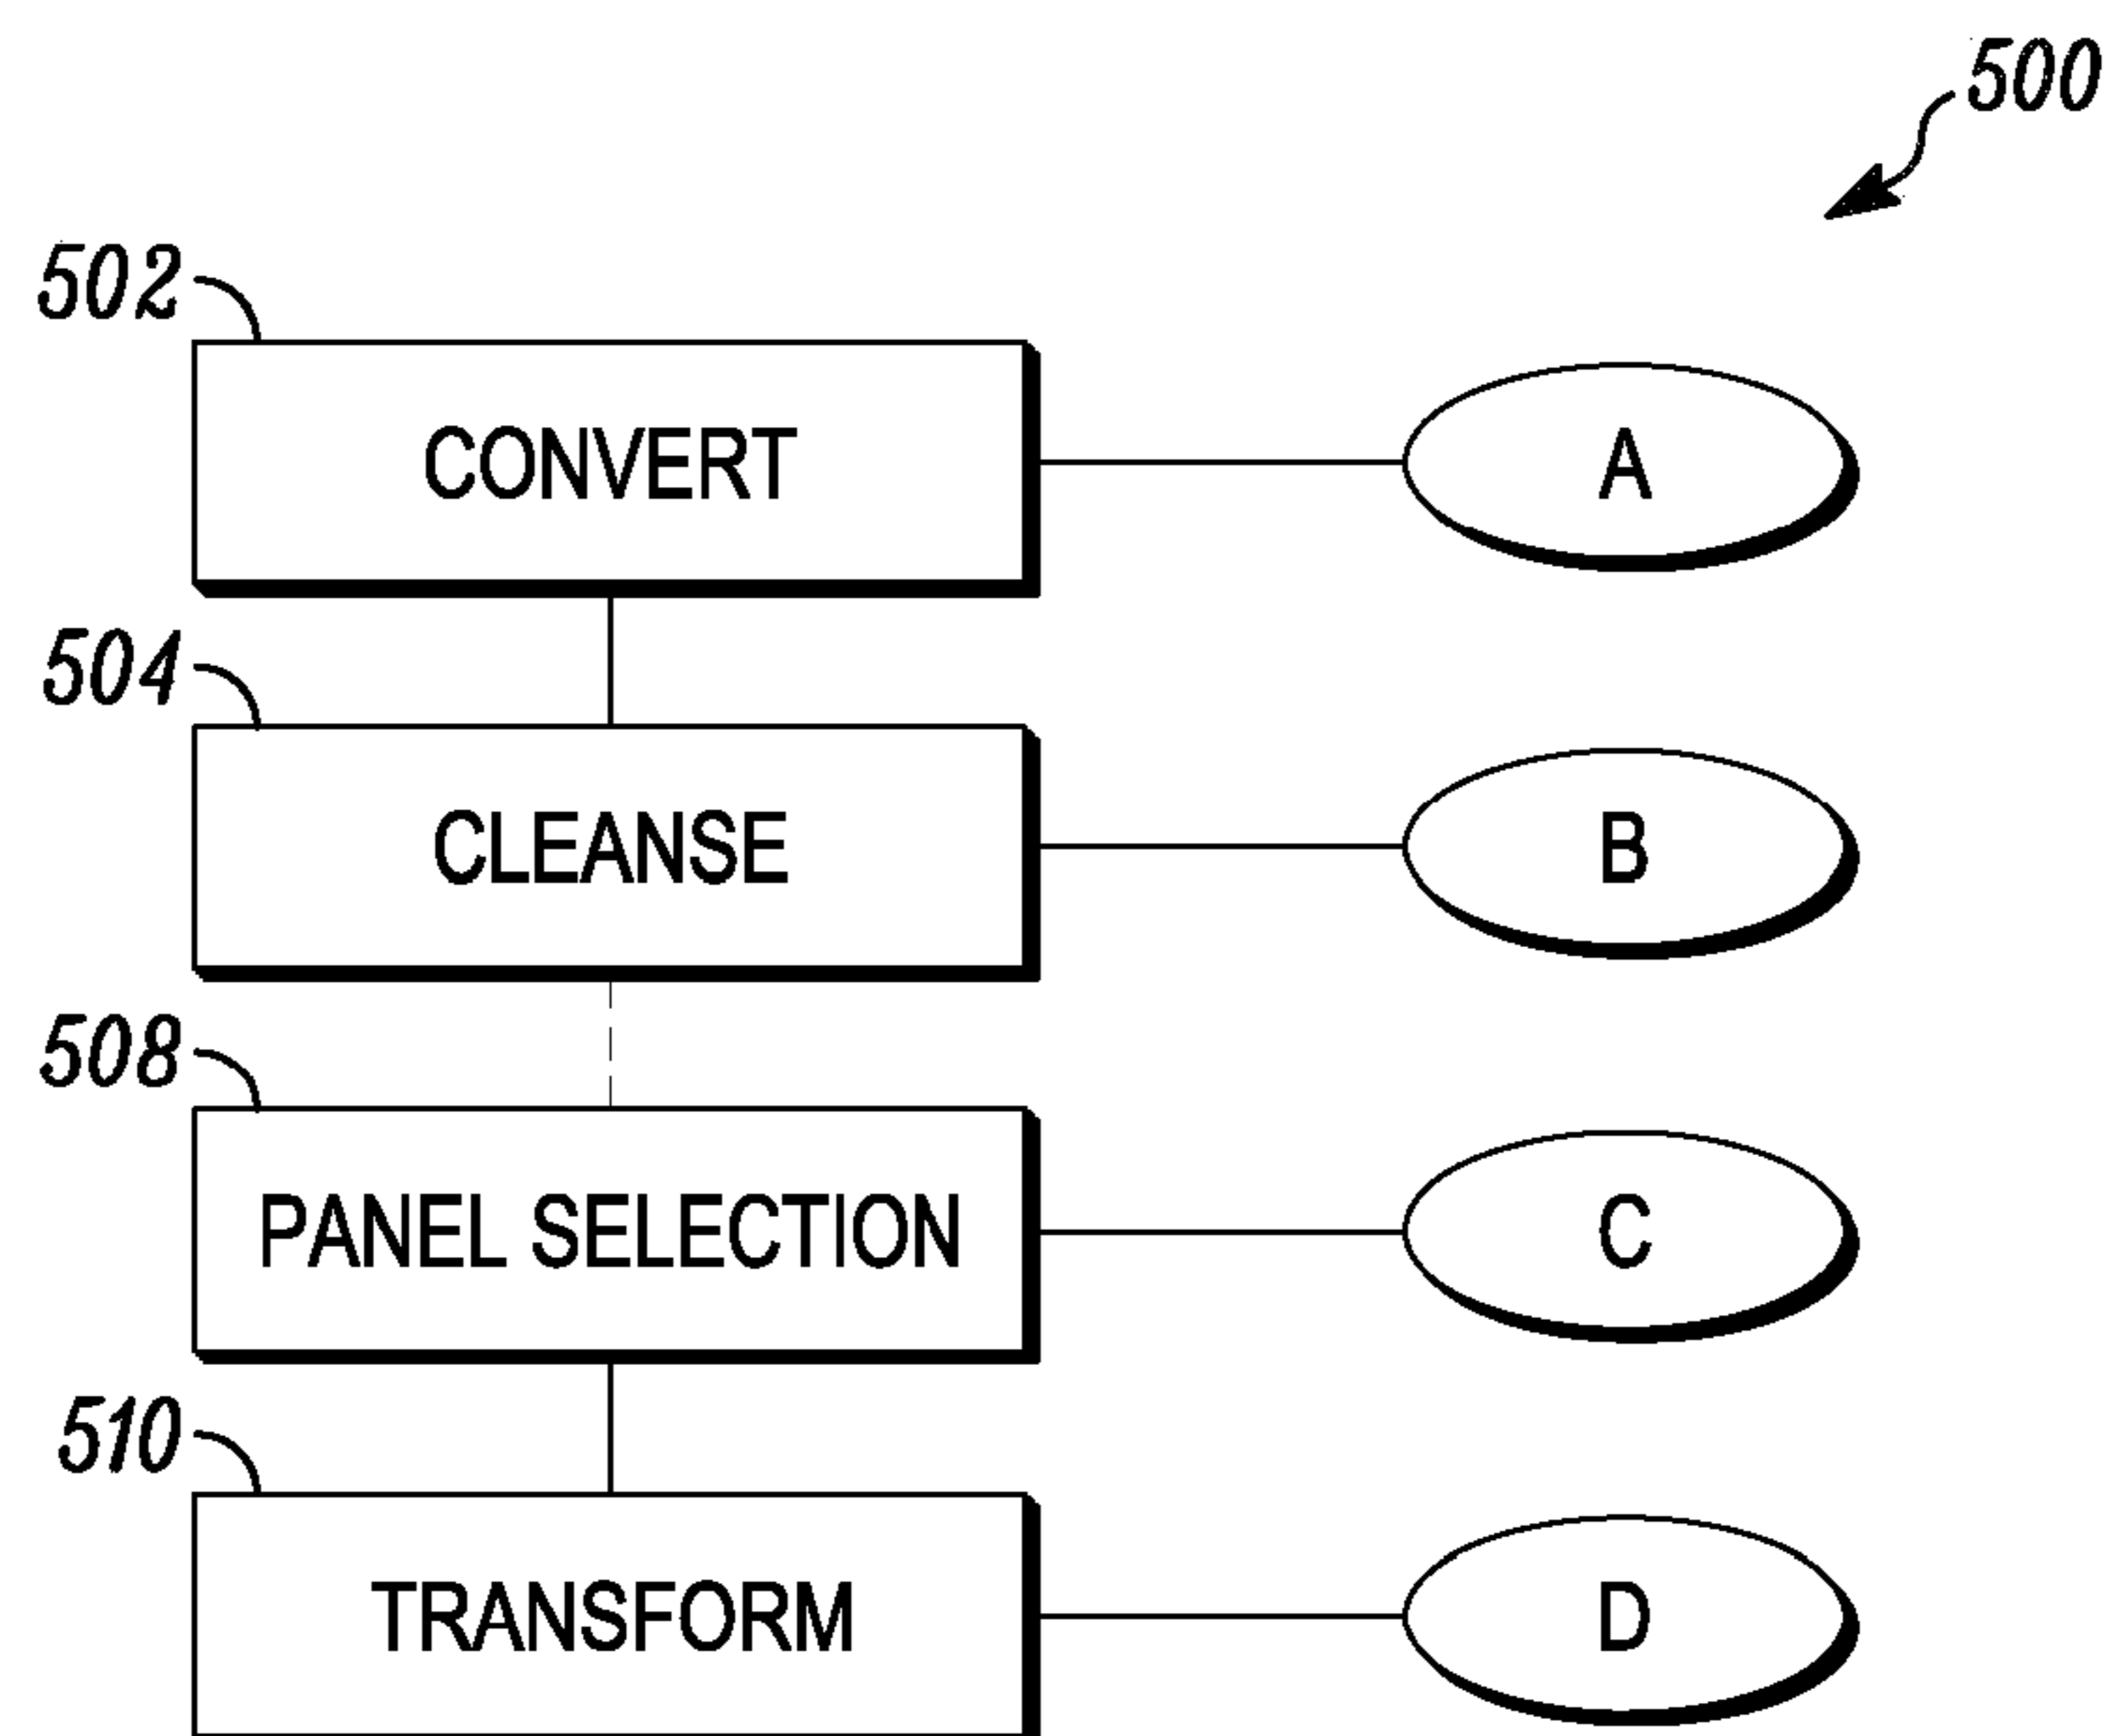 500
502
CONVERT
A
504
CLEANSE
B
508
PANEL SELECTION
C
510
TRANSFORM
D